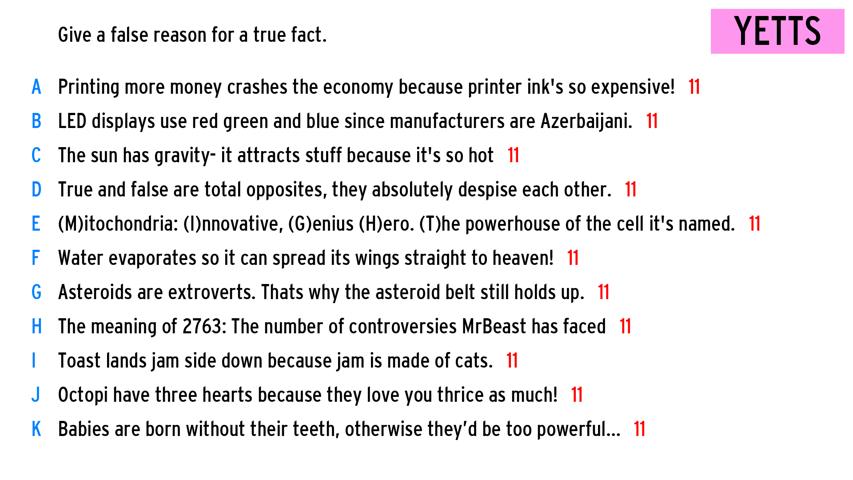 Give a false reason for a true fact.
YETTS
A Printing more money crashes the economy because printer ink's so expensive! 11
B LED displays use red green and blue since manufacturers are Azerbaijani. 11
C The sun has gravity- it attracts stuff because it's so hot 11
D True and false are total opposites, they absolutely despise each other. 11
E (M)itochondria: (I)nnovative, (G)enius (H)ero. (T)he powerhouse of the cell it's named. 11
F Water evaporates so it can spread its wings straight to heaven! 11
G Asteroids are extroverts. Thats why the asteroid belt still holds up. 11
H The meaning of 2763: The number of controversies MrBeast has faced 11
I Toast lands jam side down because jam is made of cats. 11
J Octopi have three hearts because they love you thrice as much! 11
K Babies are born without their teeth, otherwise they’d be too powerful... 11